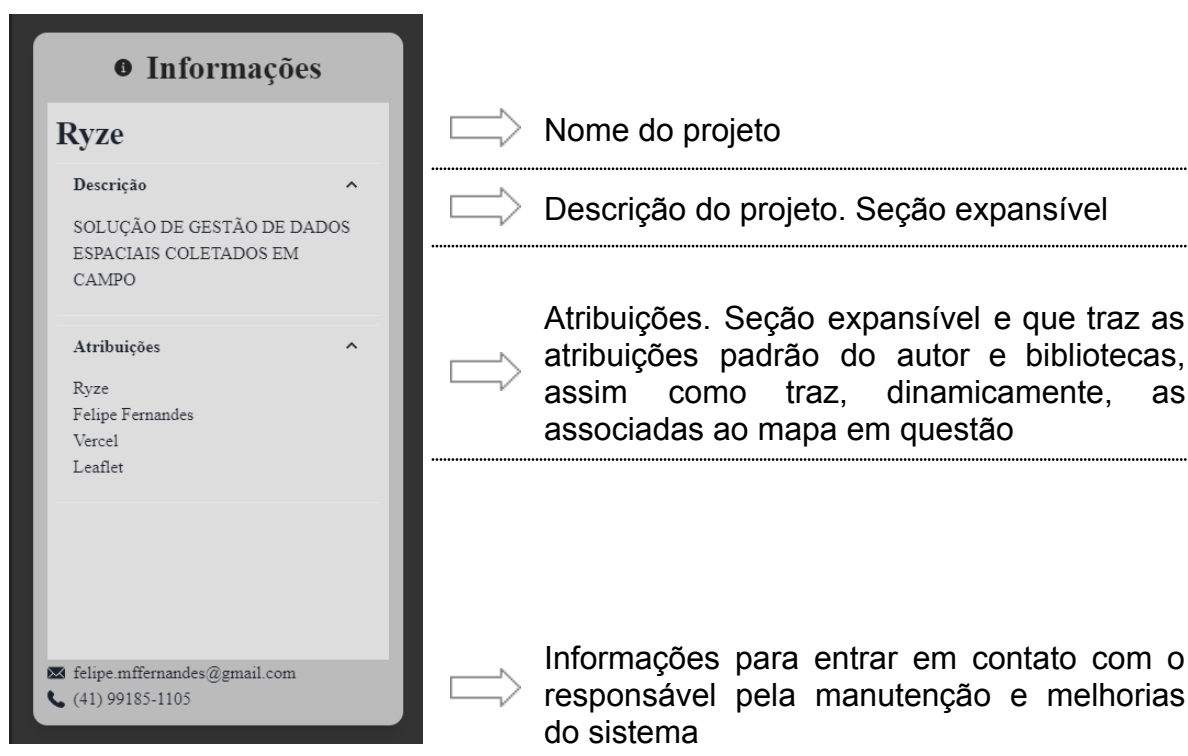 Informações
Ryze
Nome do projeto
Descrição
SOLUÇÃO DE GESTÃO DE DADOS
ESPACIAIS COLETADOS EM
CAMPO
Descrição do projeto. Seção expansível
Atribuições
Ryze
Felipe Fernandes
Vercel
Leaflet
Atribuições. Seção expansível e que traz as
atribuições padrão do autor e bibliotecas,
assim como traz, dinamicamente, as
associadas ao mapa em questão
felipe.mffernandes@gmail.com
(41) 99185-1105
Informações para entrar em contato com o
responsável pela manutenção e melhorias
do sistema